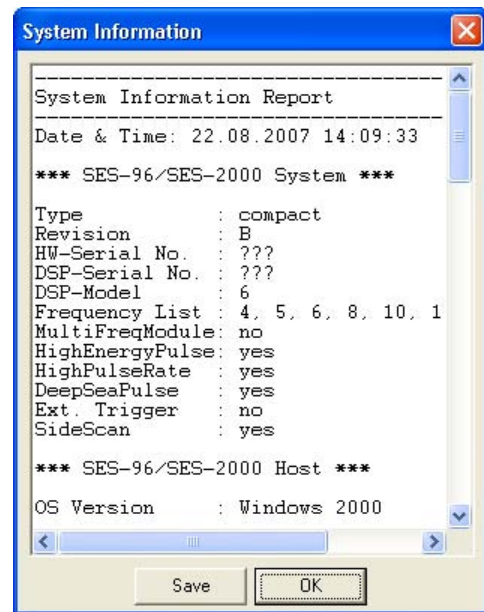 System Information
----------------------------------
System Information Report
----------------------------------
Date & Time: 22.08.2007 14:09:33
*** SES-96/SES-2000 System ***
Type : compact
Revision : B
HW-Serial No. : ???
DSP-Serial No. : ???
DSP-Model : 6
Frequency List : 4, 5, 6, 8, 10, 1
MultiFreqModule: no
HighEnergyPulse: yes
HighPulseRate : yes
DeepSeaPulse : yes
Ext. Trigger : no
SideScan : yes
*** SES-96/SES-2000 Host ***
OS Version : Windows 2000
Save OK